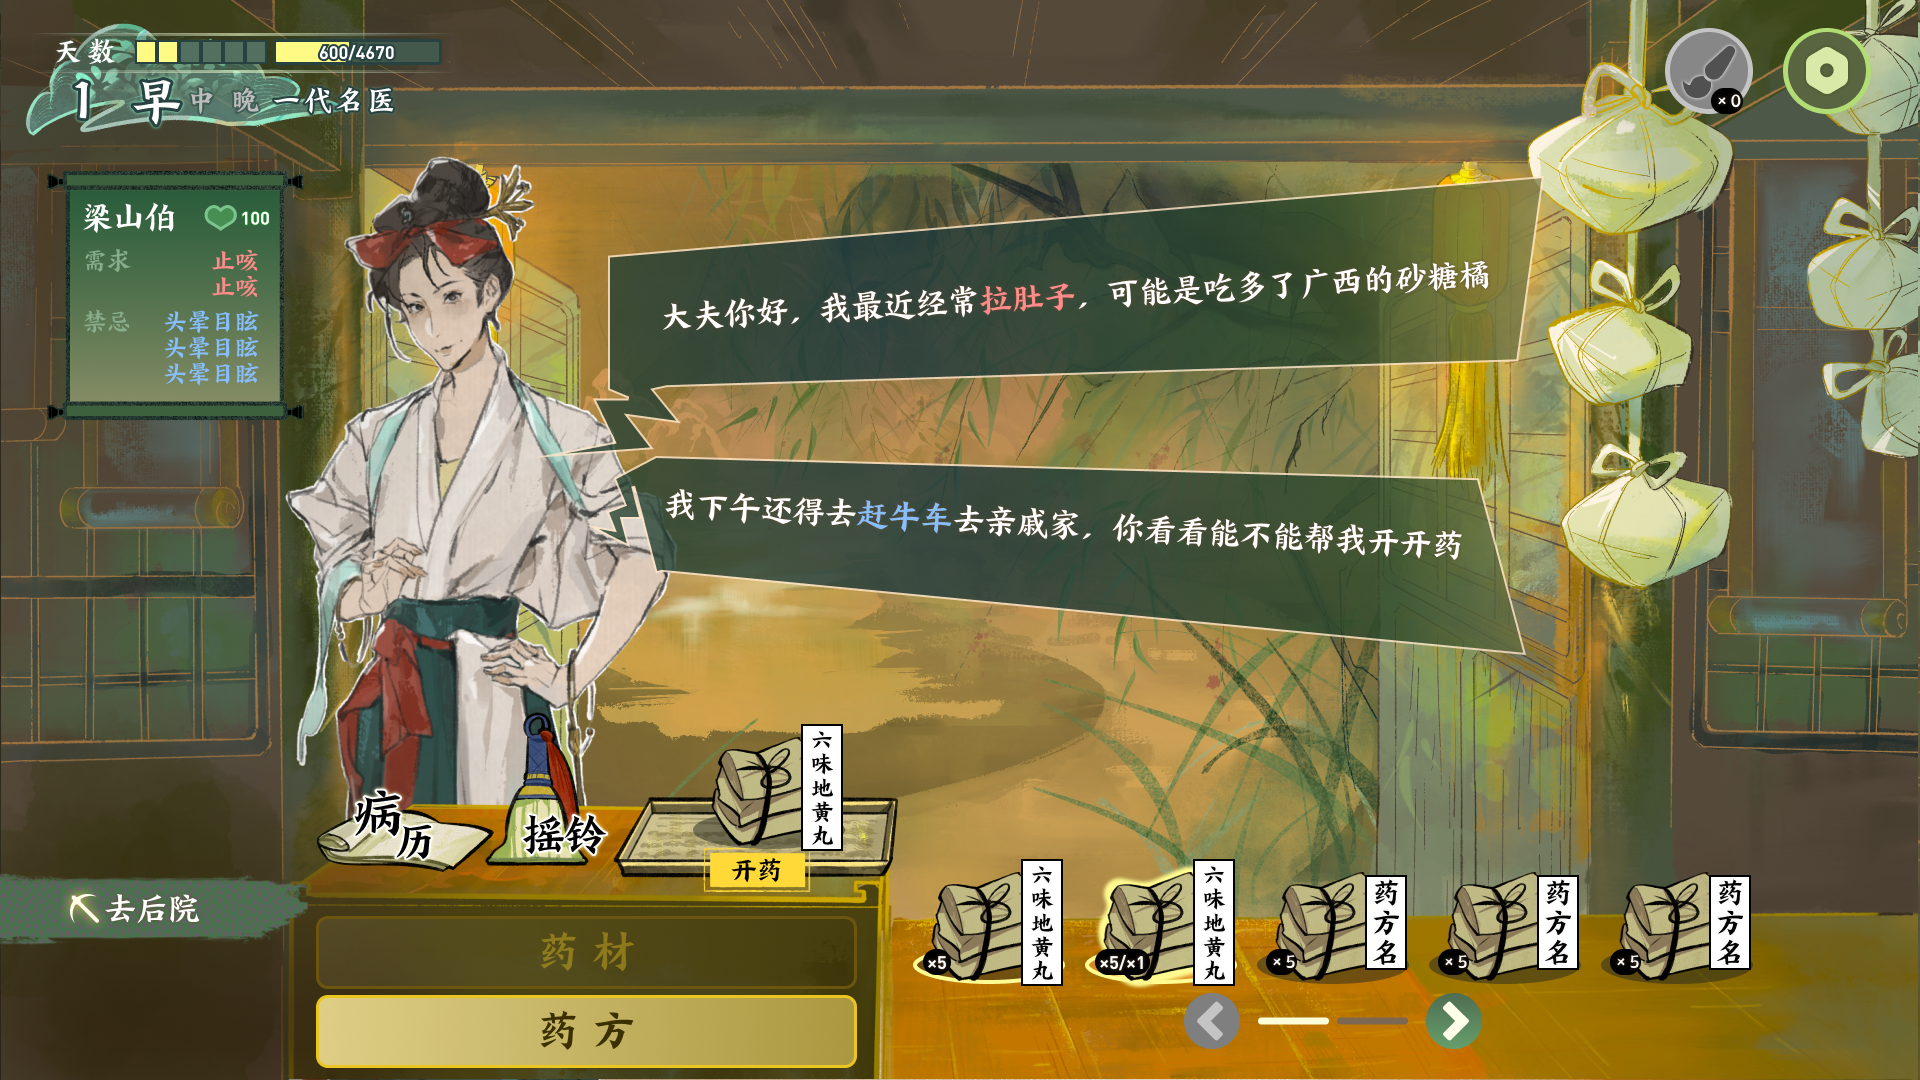 天数
600/4670
1 早 中 晚 一代名医
×0
梁山伯 100
需求 止咳
止咳
禁忌 头晕目眩
头晕目眩
头晕目眩
大夫你好，我最近经常拉肚子，可能是吃多了广西的砂糖橘
我下午还得去赶牛车去亲戚家，你看看能不能帮我开开药
病历
摇铃
六味地黄丸
开药
去后院
药材
药方
六味地黄丸
×5
六味地黄丸
×5/×1
药方名
×5
药方名
×5
药方名
×5